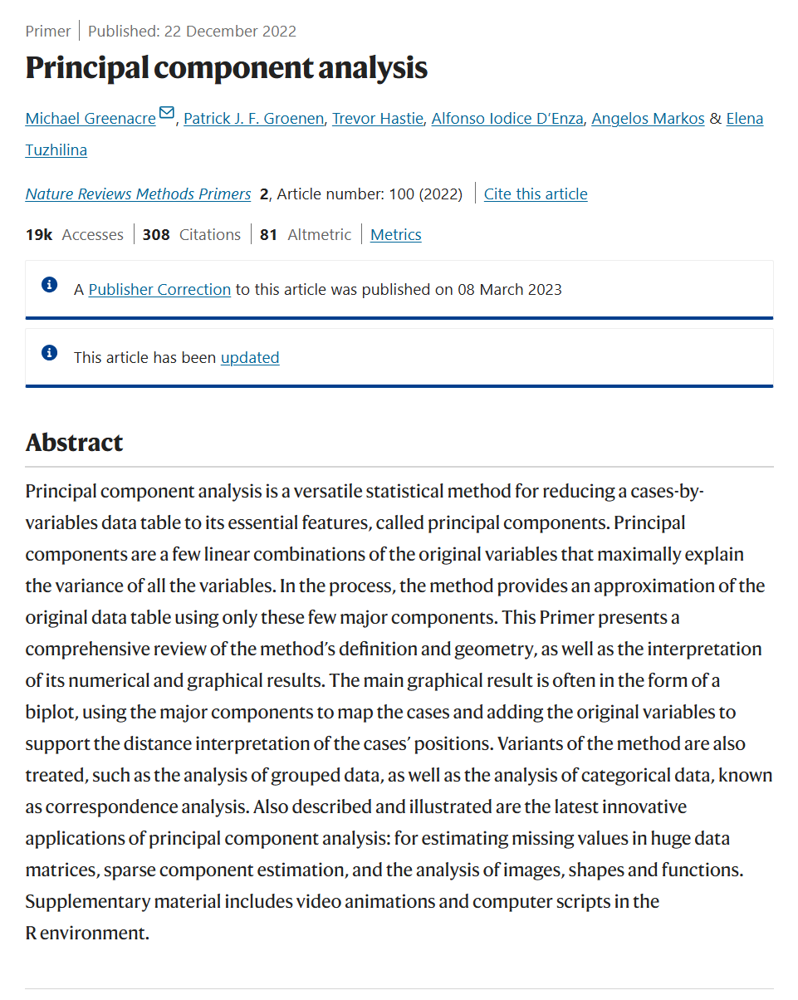 Primer | Published: 22 December 2022
Principal component analysis
Michael Greenacre, Patrick J. F. Groenen, Trevor Hastie, Alfonso Iodice D’Enza, Angelos Markos & Elena
Tuzhilina
Nature Reviews Methods Primers 2, Article number: 100 (2022) | Cite this article
19k Accesses | 308 Citations | 81 Altmetric | Metrics
A Publisher Correction to this article was published on 08 March 2023
This article has been updated
Abstract
Principal component analysis is a versatile statistical method for reducing a cases-by-
variables data table to its essential features, called principal components. Principal
components are a few linear combinations of the original variables that maximally explain
the variance of all the variables. In the process, the method provides an approximation of the
original data table using only these few major components. This Primer presents a
comprehensive review of the method’s definition and geometry, as well as the interpretation
of its numerical and graphical results. The main graphical result is often in the form of a
biplot, using the major components to map the cases and adding the original variables to
support the distance interpretation of the cases’ positions. Variants of the method are also
treated, such as the analysis of grouped data, as well as the analysis of categorical data, known
as correspondence analysis. Also described and illustrated are the latest innovative
applications of principal component analysis: for estimating missing values in huge data
matrices, sparse component estimation, and the analysis of images, shapes and functions.
Supplementary material includes video animations and computer scripts in the
R environment.